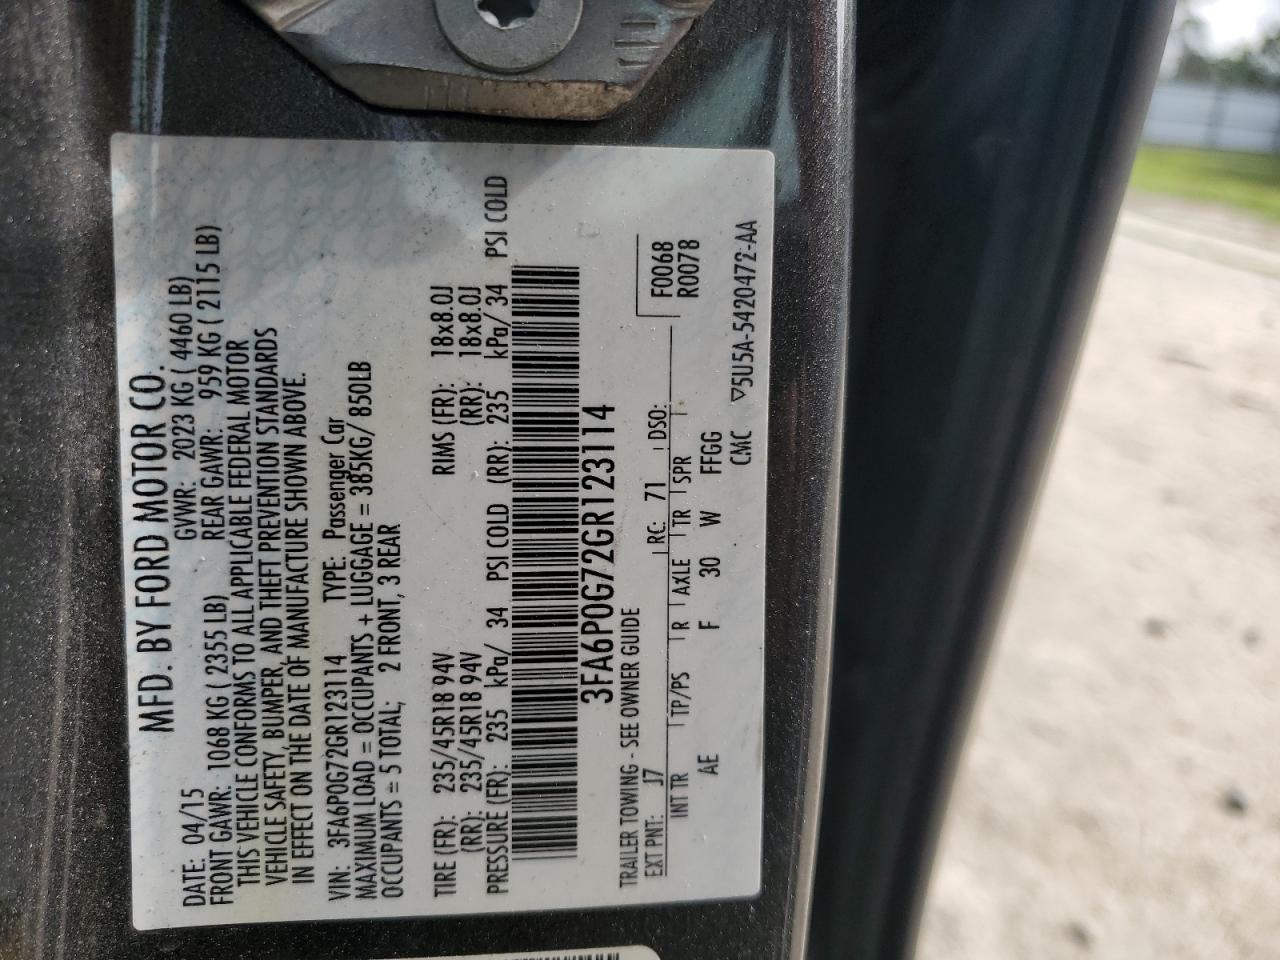 MFD. BY FORD MOTOR CO.
DATE: 04/15 GVWR: 2023 KG ( 4460 LB)
FRONT GAWR: 1068 KG ( 2355 LB) REAR GAWR: 959 KG ( 2115 LB)
THIS VEHICLE CONFORMS TO ALL APPLICABLE FEDERAL MOTOR
VEHICLE SAFETY, BUMPER, AND THEFT PREVENTION STANDARDS
IN EFFECT ON THE DATE OF MANUFACTURE SHOWN ABOVE.
VIN: 3FA6P0G72GR123114 TYPE: Passenger Car
MAXIMUM LOAD = OCCUPANTS + LUGGAGE = 385KG/ 850LB
OCCUPANTS = 5 TOTAL; 2 FRONT, 3 REAR
TIRE (FR): 235/45R18 94V RIMS (FR): 18x8.0J
(RR): 235/45R18 94V (RR): 18x8.0J
PRESSURE (FR): 235 kPa/ 34 PSI COLD (RR): 235 kPa/ 34 PSI COLD
3FA6P0G72GR123114
TRAILER TOWING - SEE OWNER GUIDE F0068
EXT PNT: J7 RC: 71 DSO: R0078
INT TR TP/PS R AXLE TR SPR
AE F 30 W FFGG
CMC ▽5U5A-5420472-AA